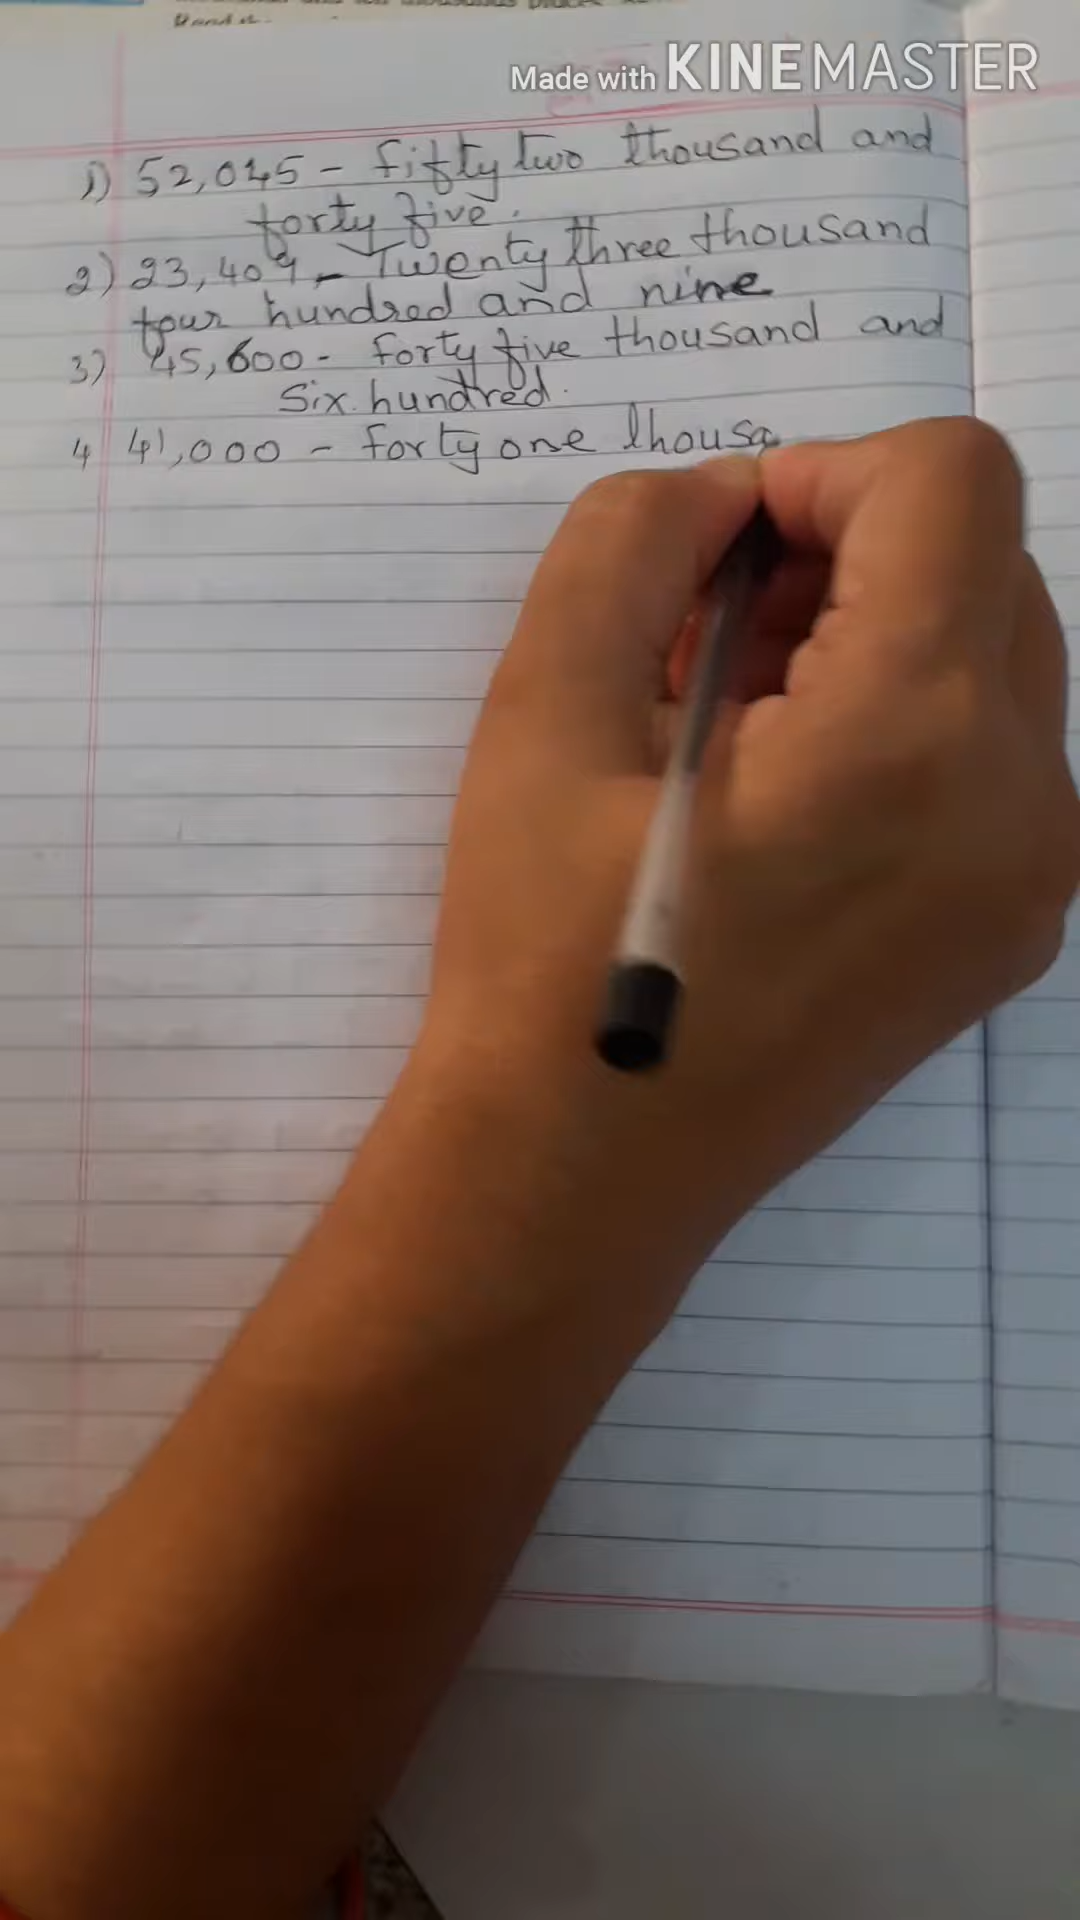 Made with KINEMASTER
1) 52,045 - fifty two thousand and
forty five.
2) 23,409 - Twenty three thousand
four hundred and nine
3) 45,600 - forty five thousand and
Six hundred.
4 41,000 - forty one thousa